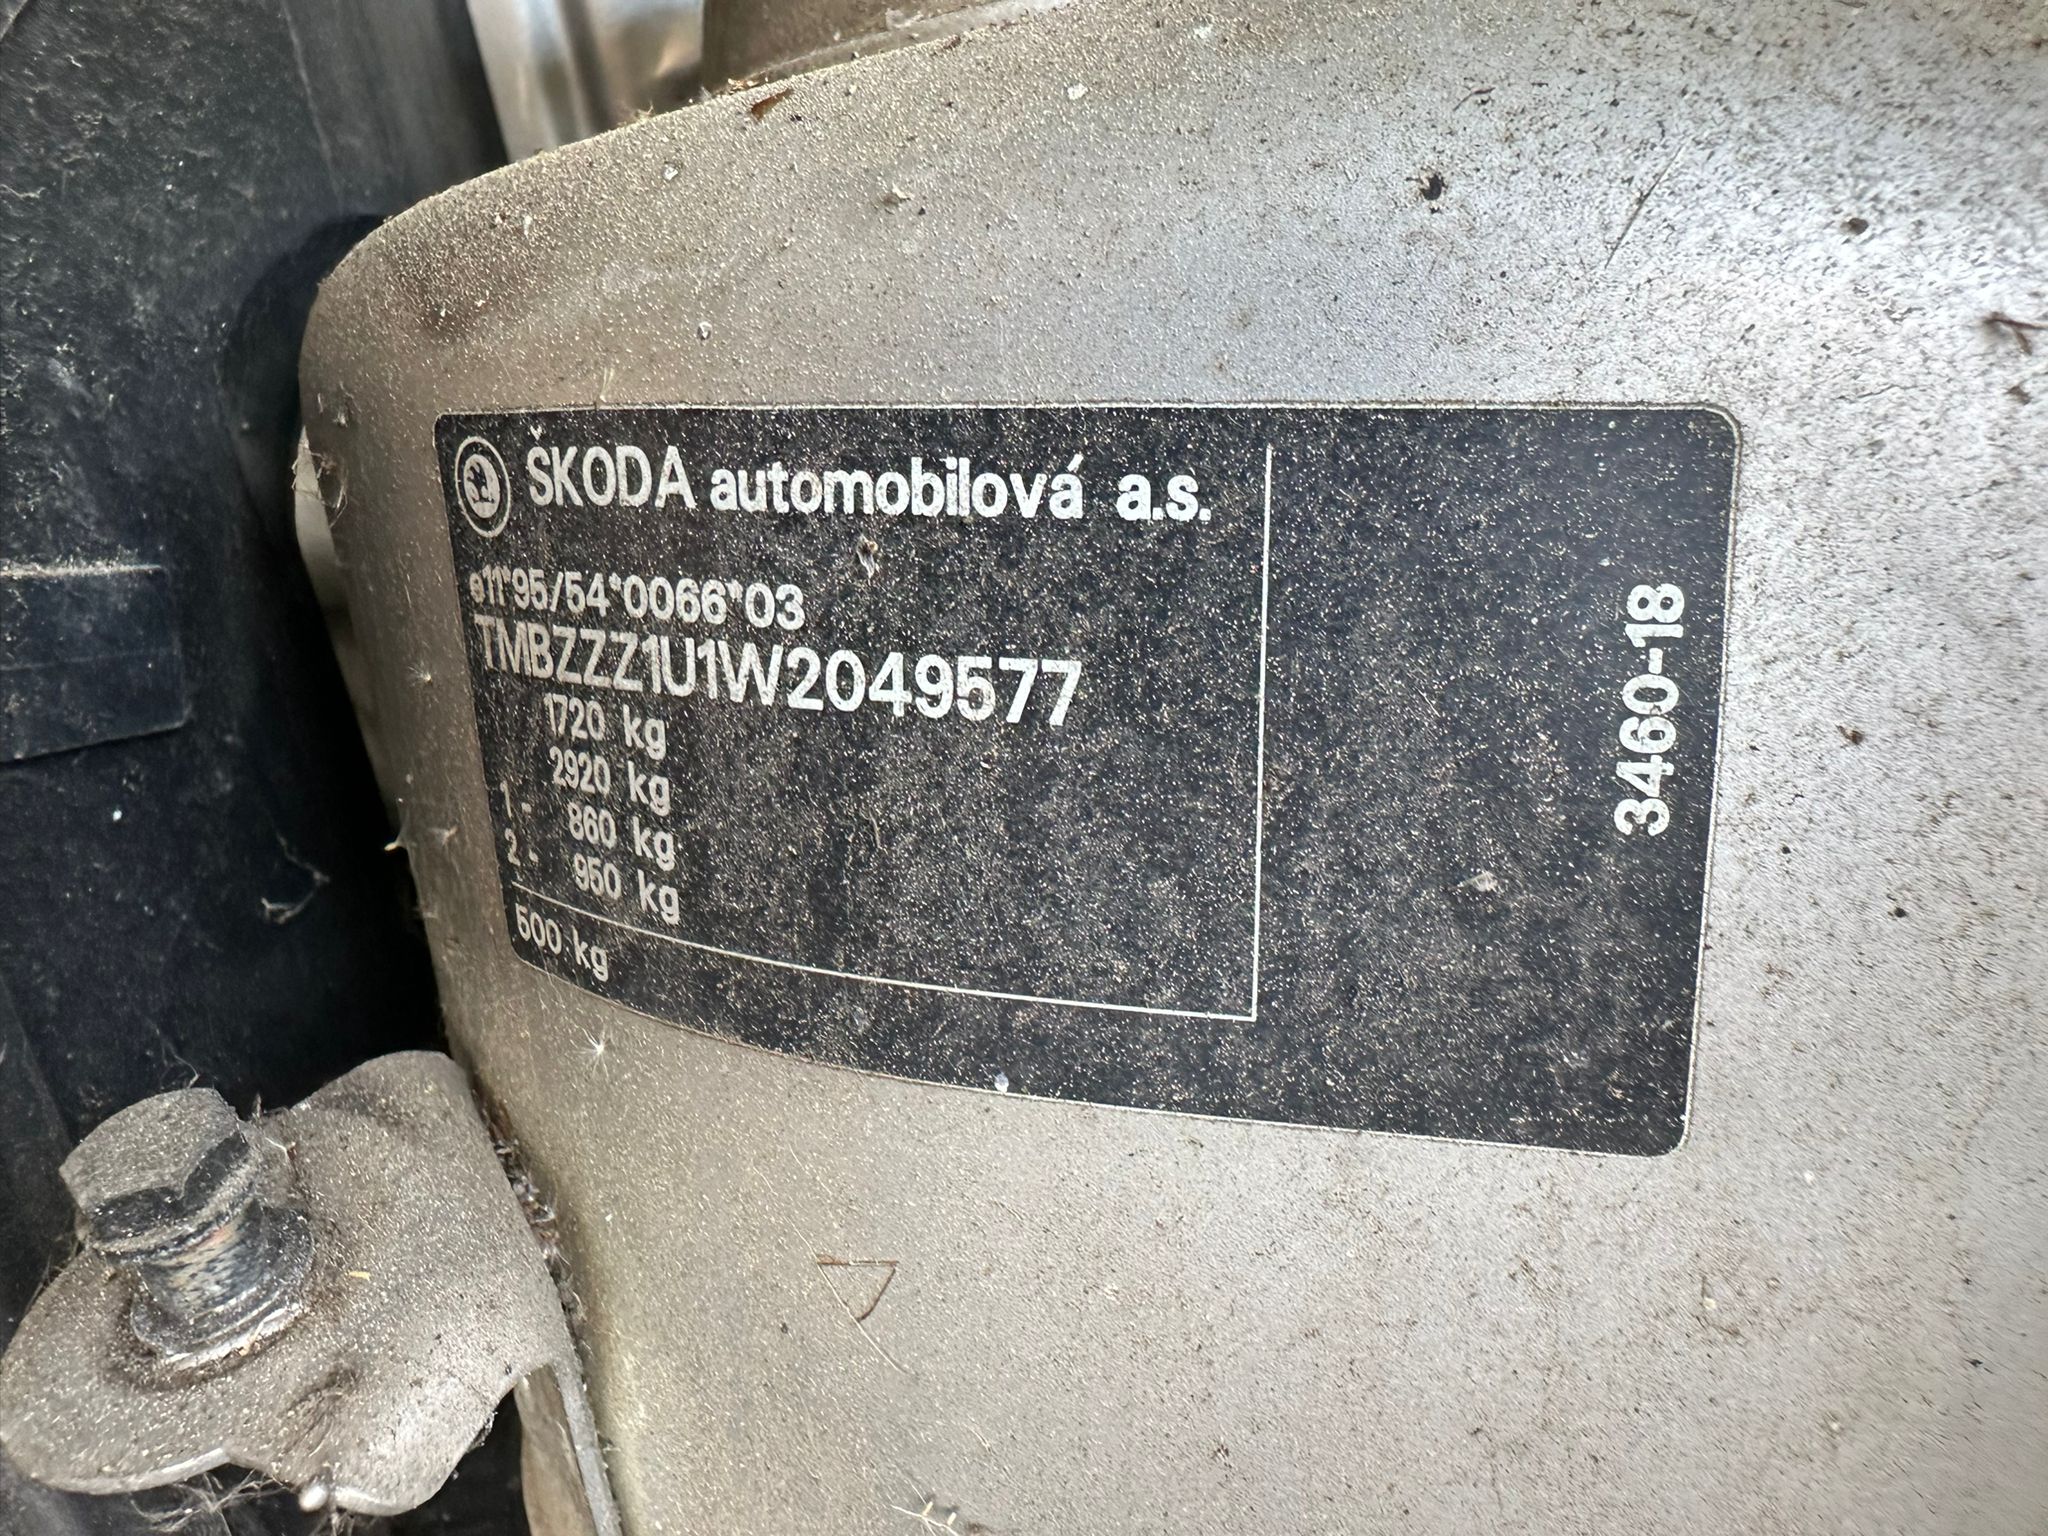 ŠKODA automobilová a.s.
e11*95/54*0066*03
TMBZZZ1U1W2049577
1720 kg
2920 kg
1 - 860 kg
2 - 950 kg
500 kg
3460-18